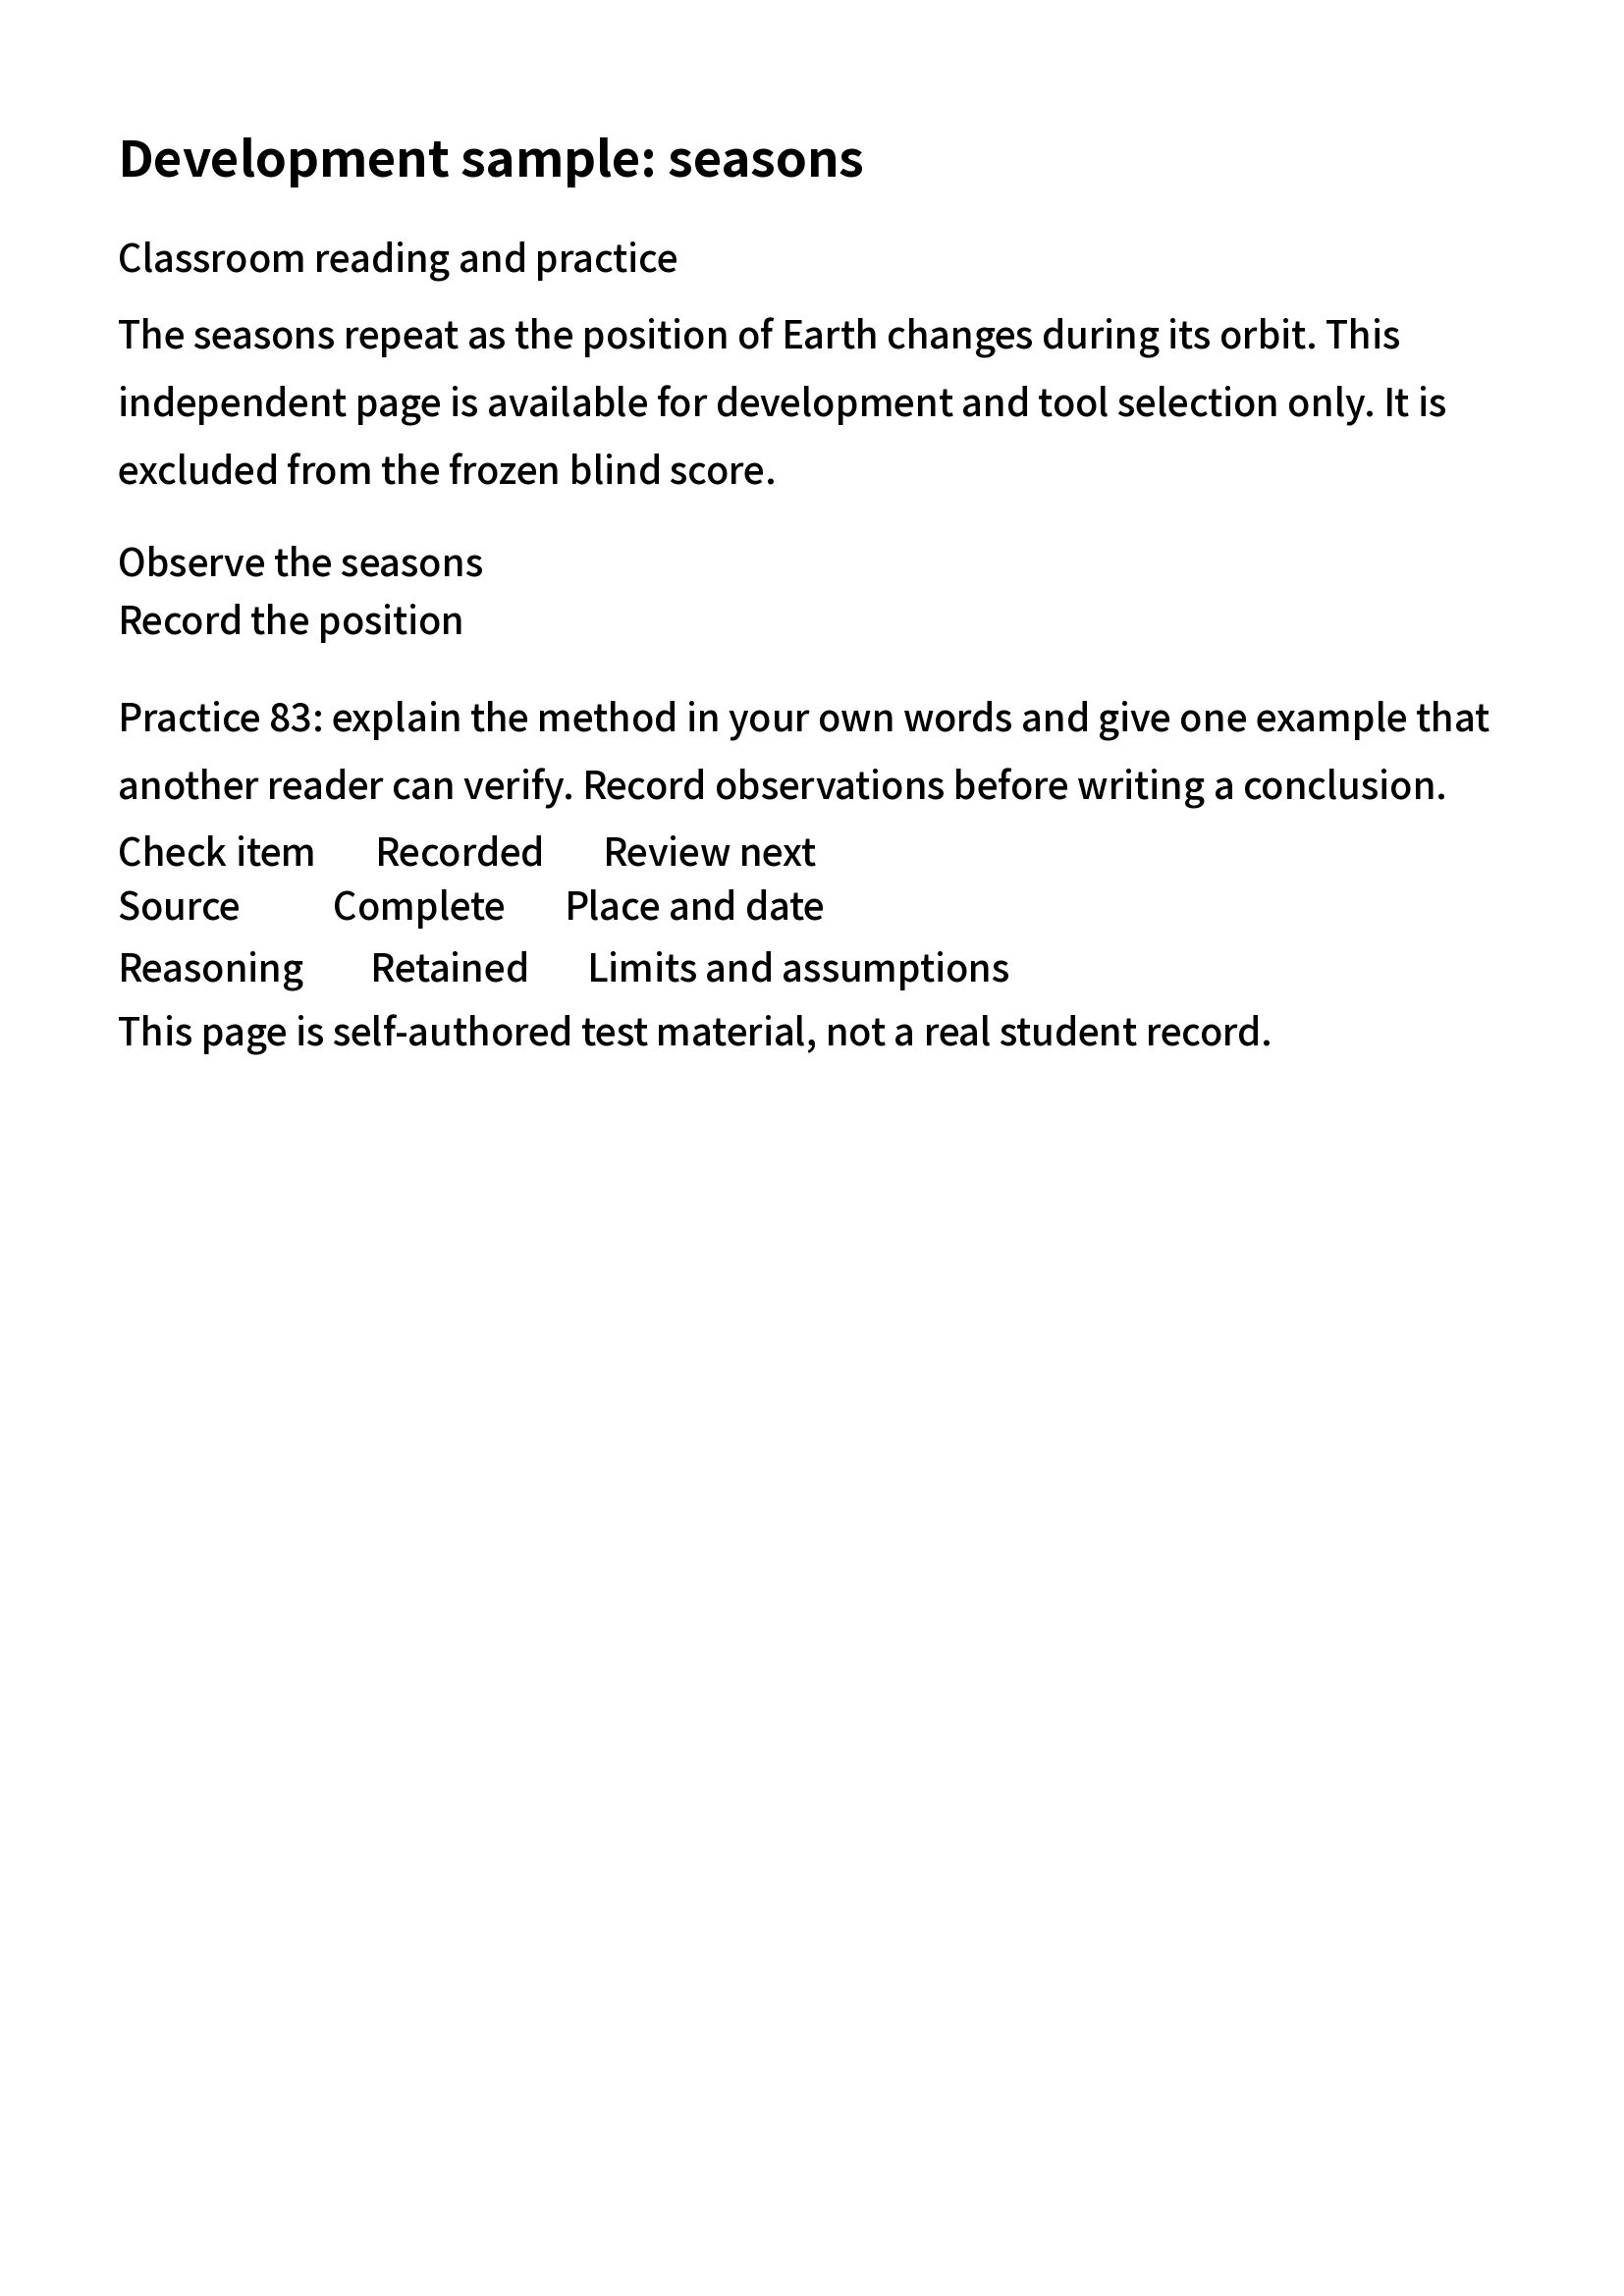 Development sample: seasons
Classroom reading and practice
The seasons repeat as the position of Earth changes during its orbit. This
independent page is available for development and tool selection only. It is
excluded from the frozen blind score.
Observe the seasons
Record the position
Practice 83: explain the method in your own words and give one example that
another reader can verify. Record observations before writing a conclusion.
Check item Recorded Review next
Source Complete Place and date
Reasoning Retained Limits and assumptions
This page is self-authored test material, not a real student record.